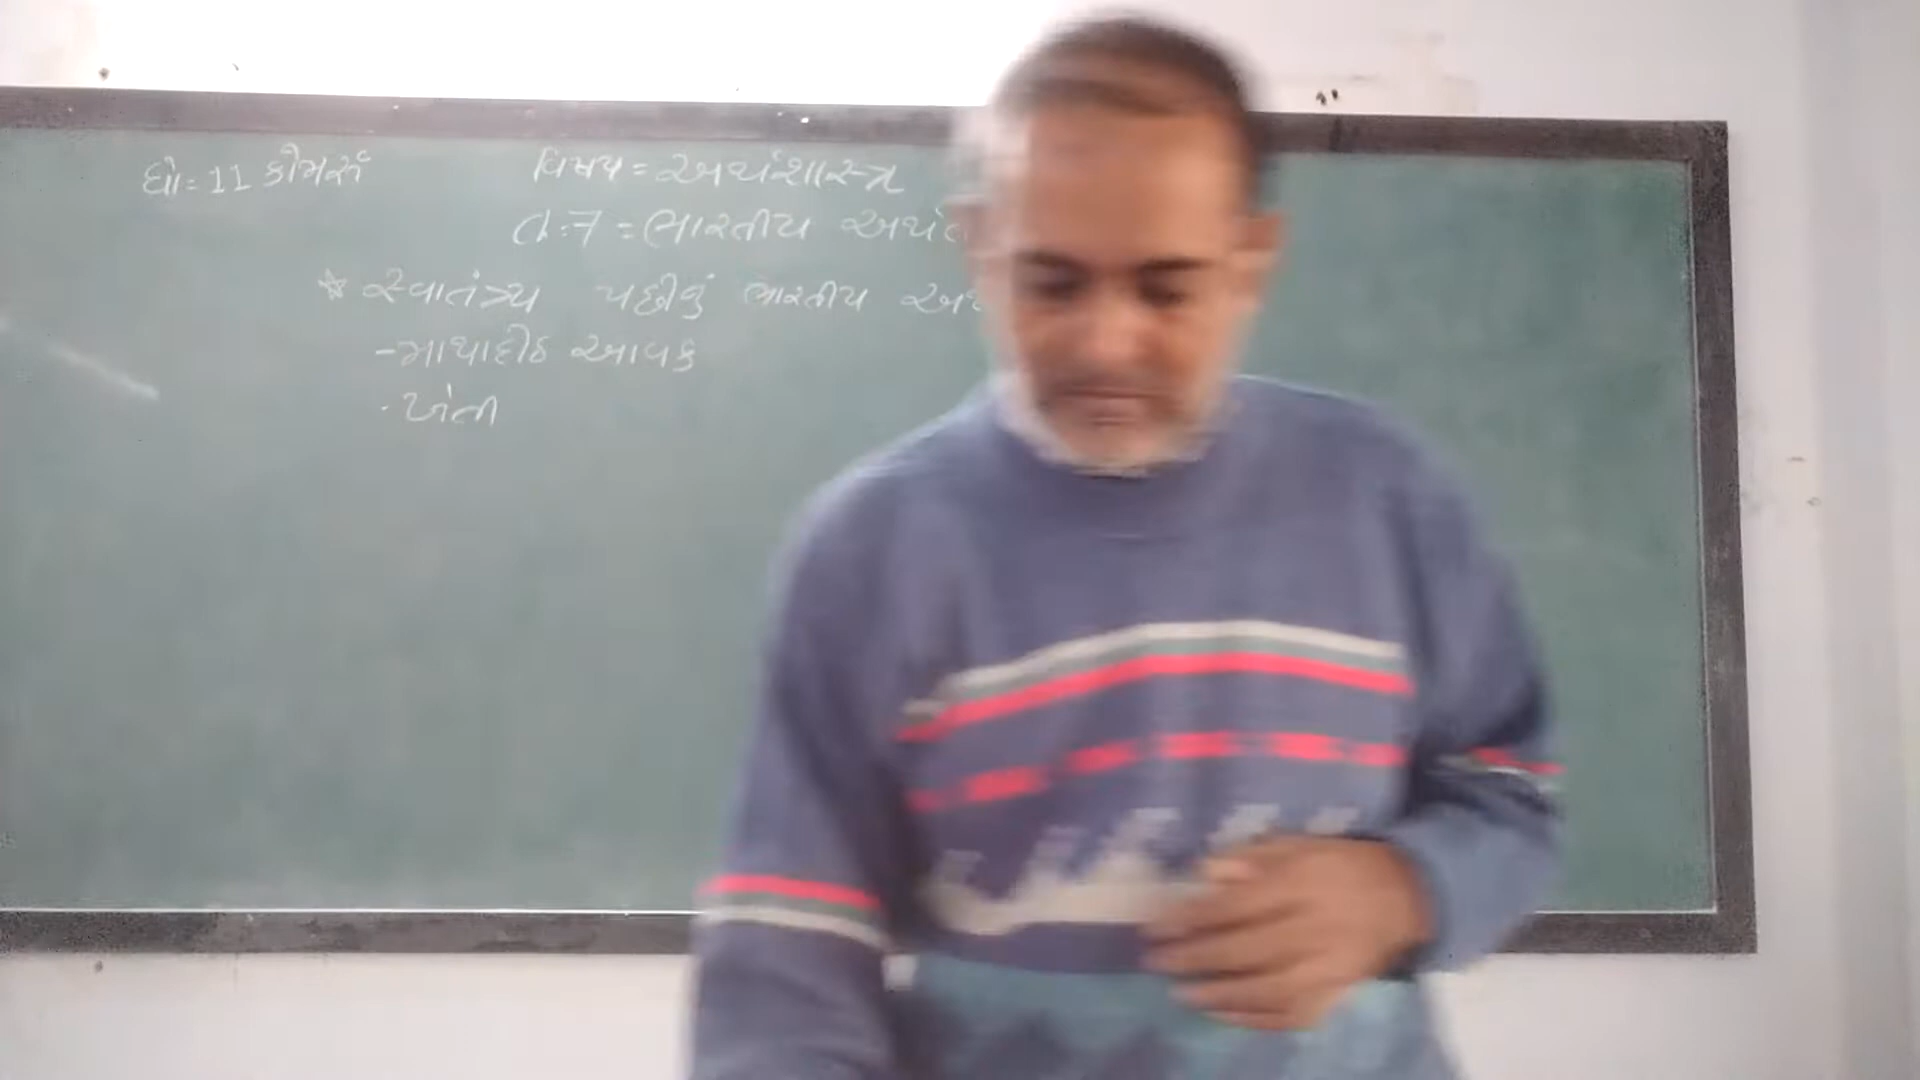 ધો = 11 કોમર્સ
વિષય = અર્થશાસ્ત્ર
પા.7 = ભારતીય
* સ્વાતંત્ર્ય પછીનું ભારતીય
- માથાદીઠ આવક
. ખેતી